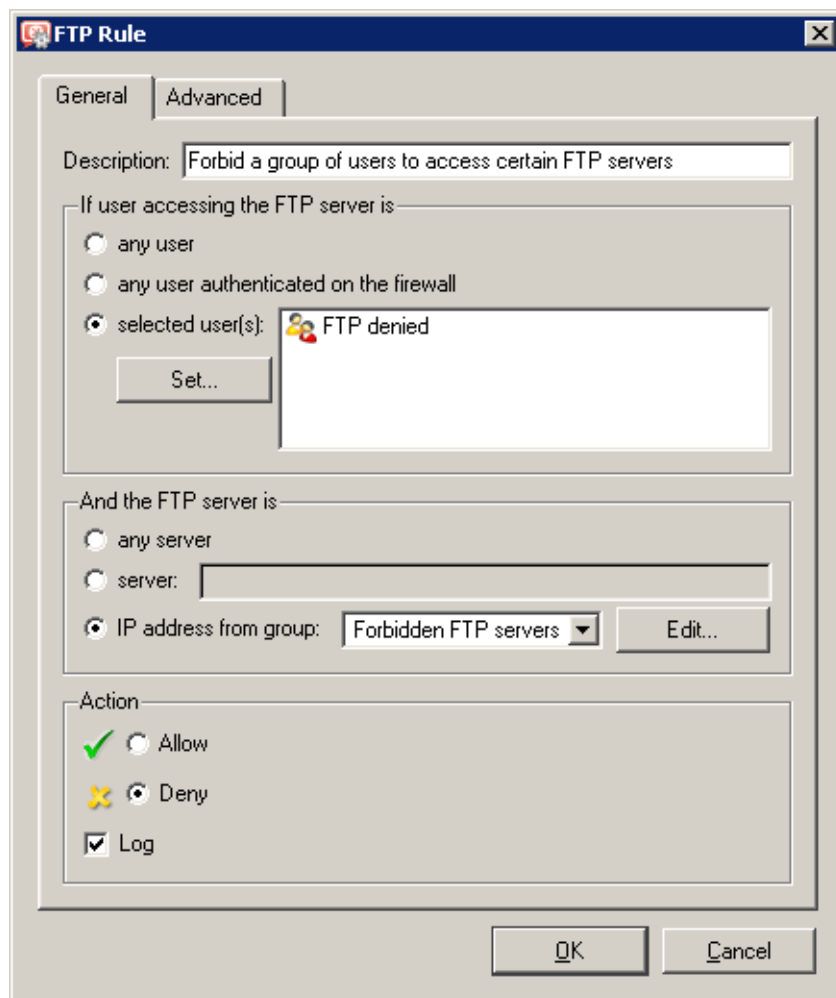 FTP Rule
General Advanced
Description: Forbid a group of users to access certain FTP servers
If user accessing the FTP server is
any user
any user authenticated on the firewall
selected user(s): FTP denied
Set...
And the FTP server is
any server
server:
IP address from group: Forbidden FTP servers Edit...
Action
Allow
Deny
Log
OK Cancel